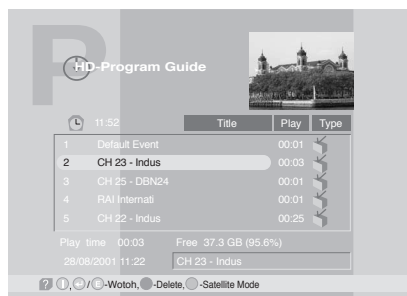 HD-Program Guide
11:52 Title Play Type
1 Default Event 00:01
2 CH 23 - Indus 00:03
3 CH 25 - DBN24 00:01
4 RAI Internati 00:01
5 CH 22 - Indus 00:25
Play time 00:03 Free 37.3 GB (95.6%)
28/08/2001 11:22 CH 23 - Indus
? , / E -Wotoh, -Delete, -Satellite Mode